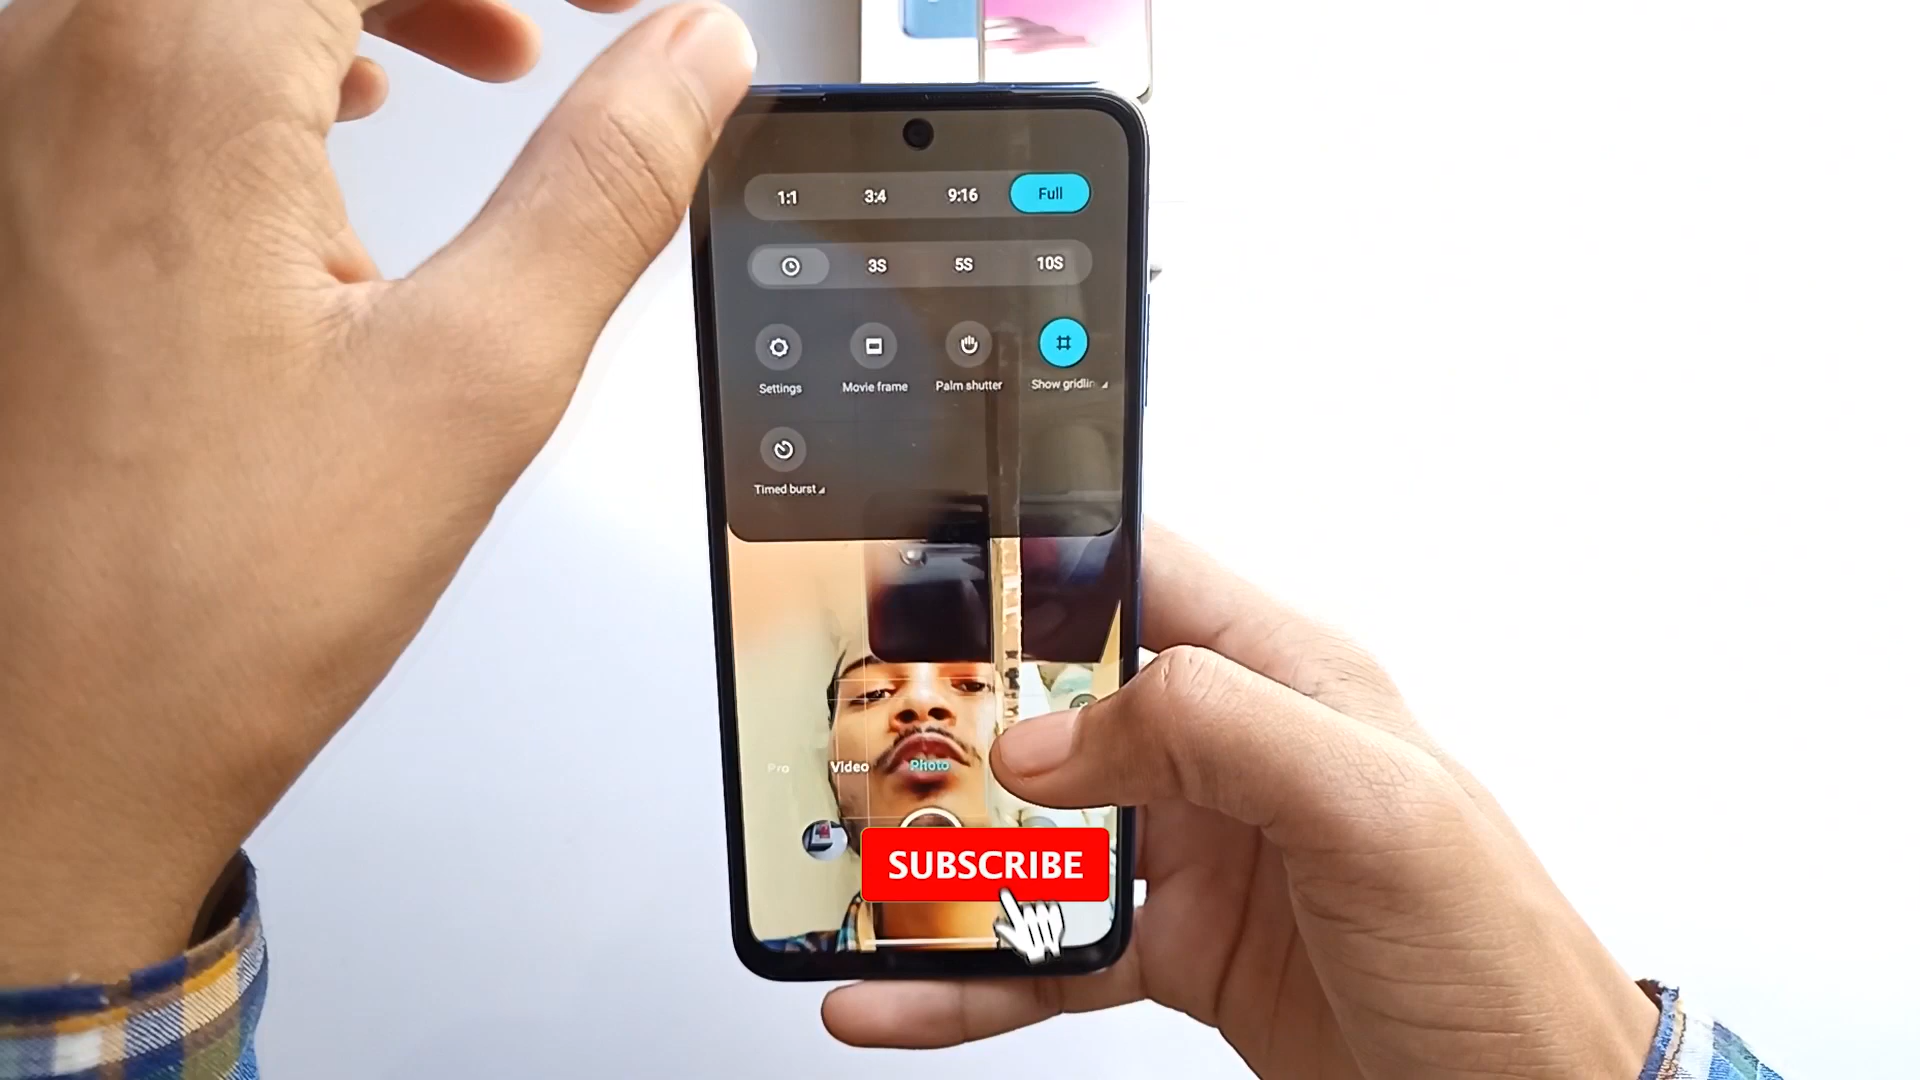 1:1 3:4 9:16 Full
3S 5S 10S
Settings Movie frame Palm shutter Show gridlin
Timed burst
Pro Video Photo
SUBSCRIBE